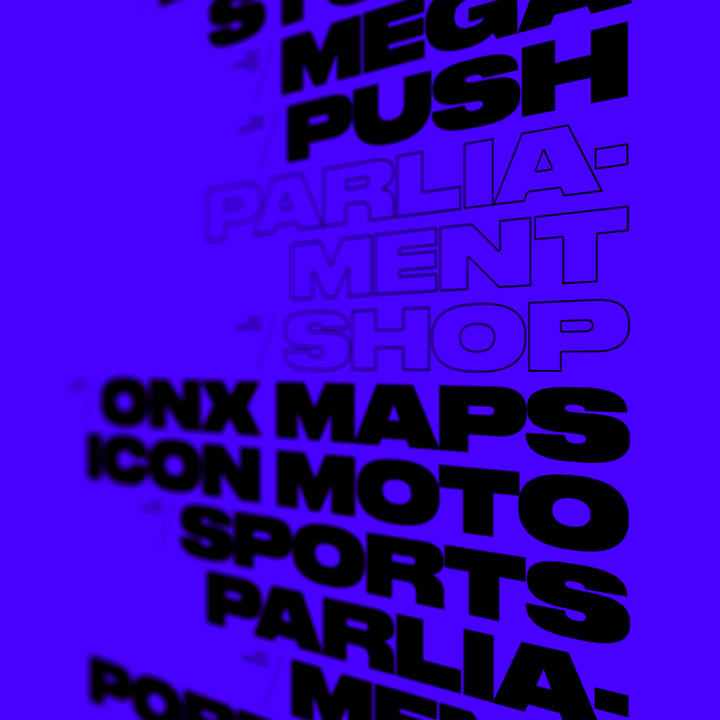 MEGA
PUSH
PARLIA-
MENT
SHOP
ONX MAPS
ICON MOTO
SPORTS
PARLIA-